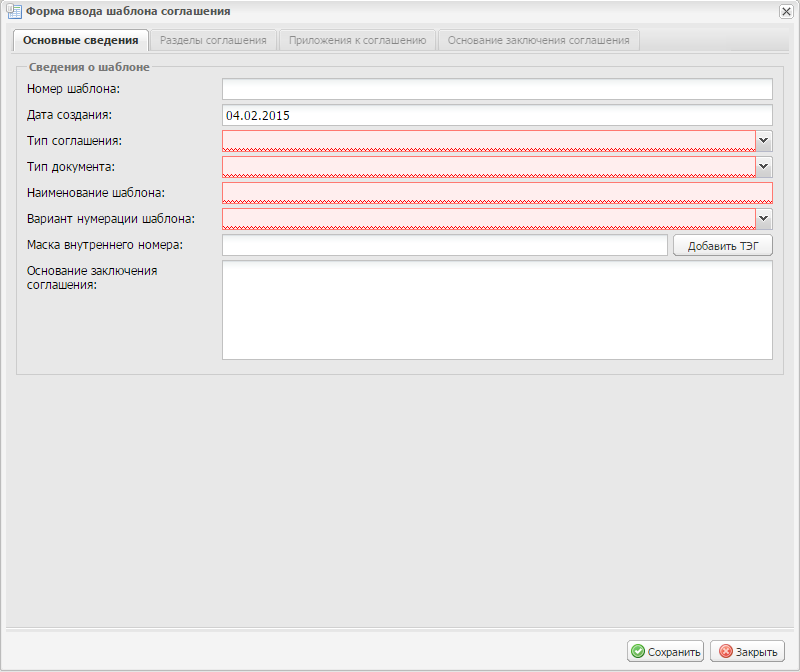 Форма ввода шаблона соглашения
Основные сведения Разделы соглашения Приложения к соглашению Основание заключения соглашения
Сведения о шаблоне
Номер шаблона:
Дата создания: 04.02.2015
Тип соглашения:
Тип документа:
Наименование шаблона:
Вариант нумерации шаблона:
Маска внутреннего номера: Добавить ТЭГ
Основание заключения
соглашения:
Сохранить Закрыть